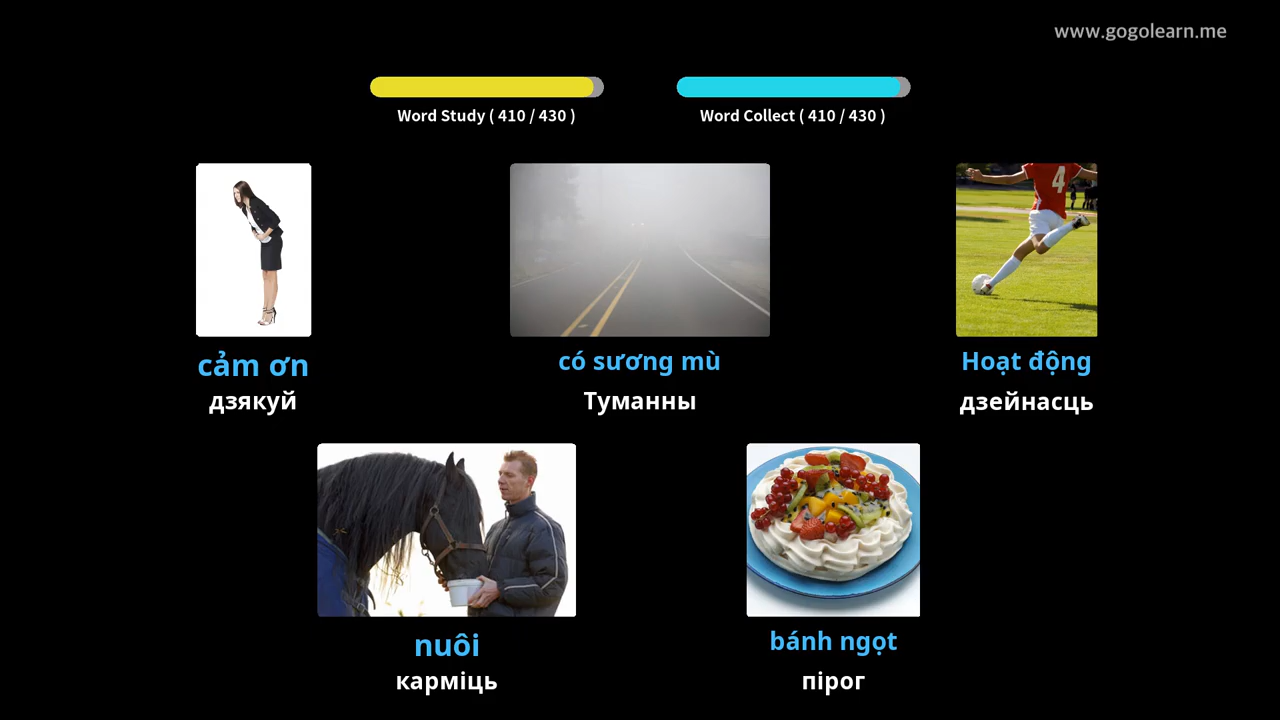 www.gogolearn.me
Word Study ( 410 / 430 )
Word Collect ( 410 / 430 )
cảm ơn
дзякуй
có sương mù
Туманны
Hoạt động
дзейнасць
nuôi
карміць
bánh ngọt
пірог
4